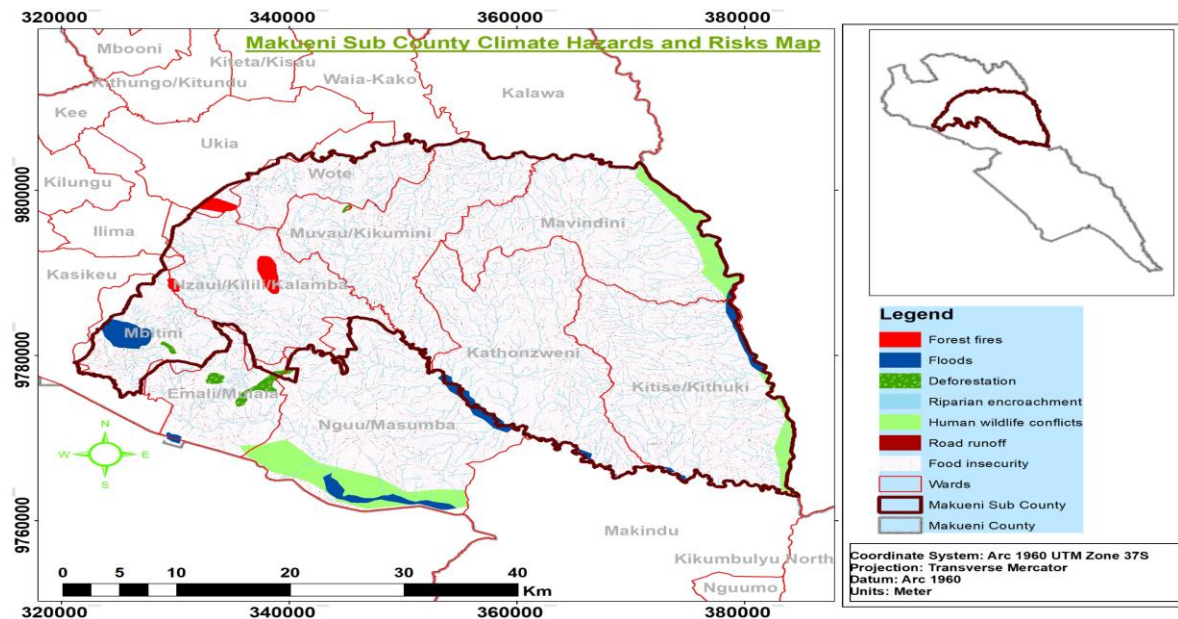 320000 340000 360000 380000
Makueni Sub County Climate Hazards and Risks Map
Mbooni
Kiteta/Kisau
Kithungo/Kitundu
Waia-Kako
Kalawa
Kee
Ukia
Kilungu
Wote
9800000
9800000
Ilima
Muvau/Kikumini
Mavindini
Kasikeu
Nzaui/Kilili/Kalamba
Mbitini
9780000
9780000
Kathonzweni
Kitise/Kithuki
Emali/Mulala
Nguu/Masumba
N
W E
S
9760000
9760000
Makindu
Kikumbulyu North
Nguumo
0 5 10 20 30 40
Km
320000 340000 360000 380000
Legend
Forest fires
Floods
Deforestation
Riparian encroachment
Human wildlife conflicts
Road runoff
Food insecurity
Wards
Makueni Sub County
Makueni County
Coordinate System: Arc 1960 UTM Zone 37S
Projection: Transverse Mercator
Datum: Arc 1960
Units: Meter